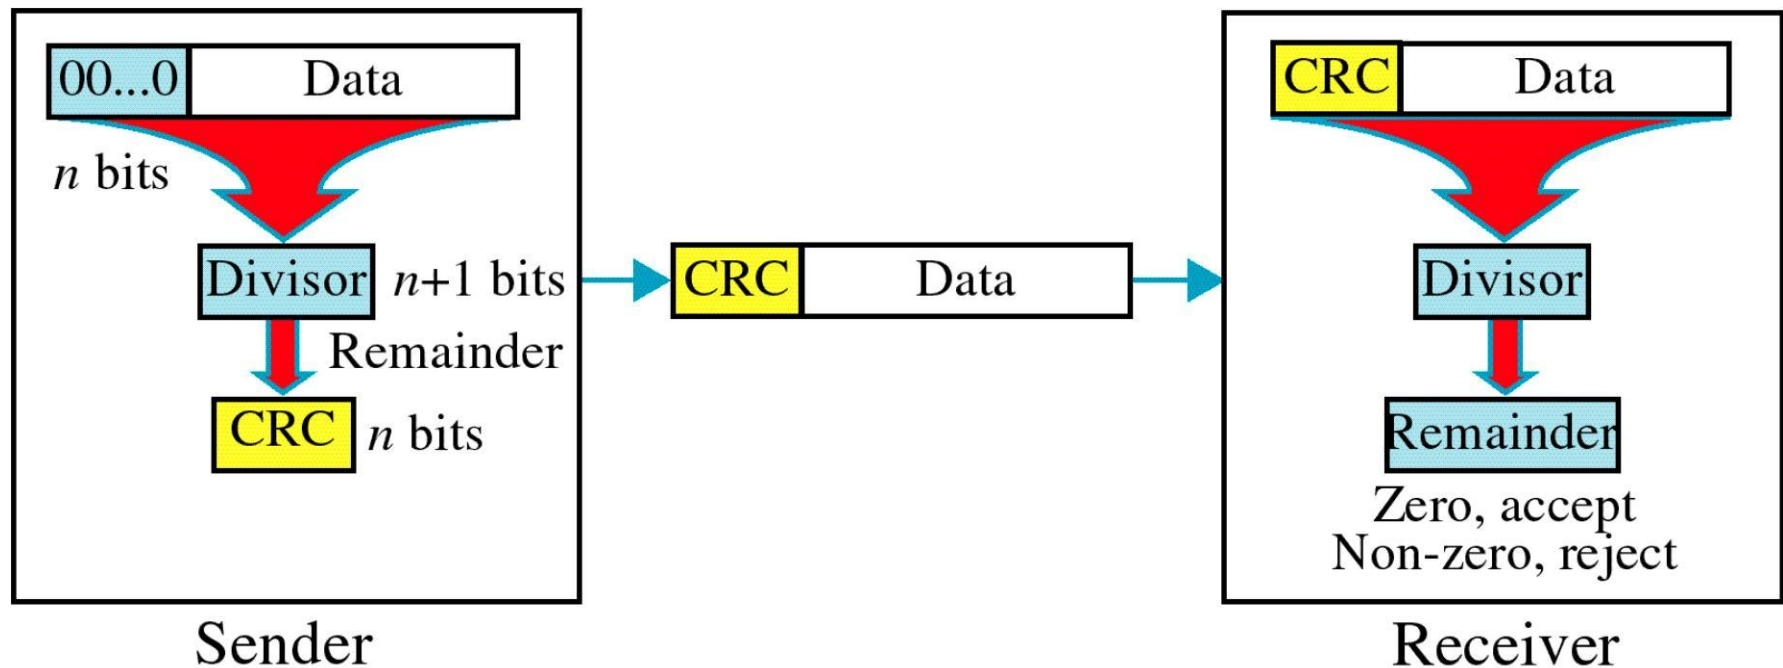 00...0 Data
n bits
Divisor n+1 bits
Remainder
CRC n bits
Sender
CRC Data
CRC Data
Divisor
Remainder
Zero, accept
Non-zero, reject
Receiver